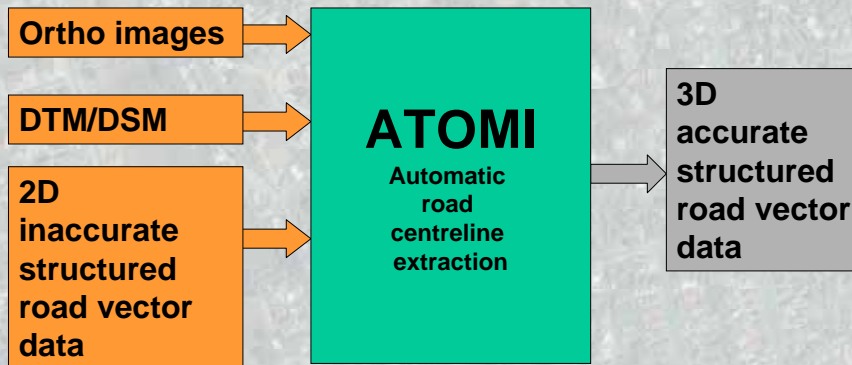 Ortho images
DTM/DSM
2D
inaccurate
structured
road vector
data
ATOMI
Automatic
road
centreline
extraction
3D
accurate
structured
road vector
data